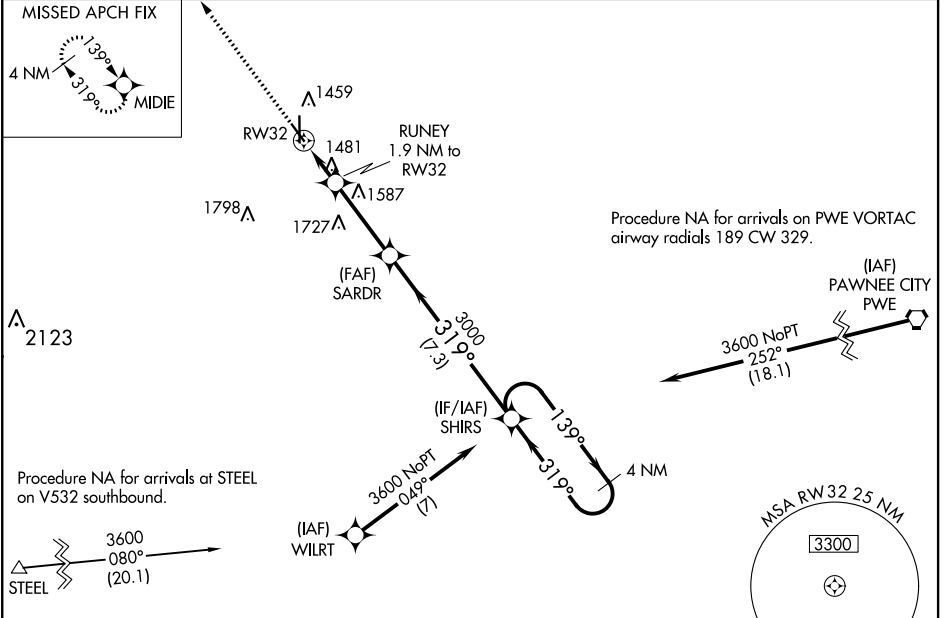 MISSED APCH FIX
4 NM
139°
319°
MIDIE
1459
RW32
1481
RUNEY
1.9 NM to
RW32
1587
1798
1727
Procedure NA for arrivals on PWE VORTAC
airway radials 189 CW 329.
(FAF)
SARDR
(IAF)
PAWNEE CITY
PWE
2123
3000
319°
(7.3)
3600 NoPT
252°
(18.1)
(IF/IAF)
SHIRS
139°
319°
4 NM
Procedure NA for arrivals at STEEL
on V532 southbound.
3600 NoPT
049°
(7)
(IAF)
WILRT
3600
080°
(20.1)
STEEL
MSA RW32 25 NM
3300